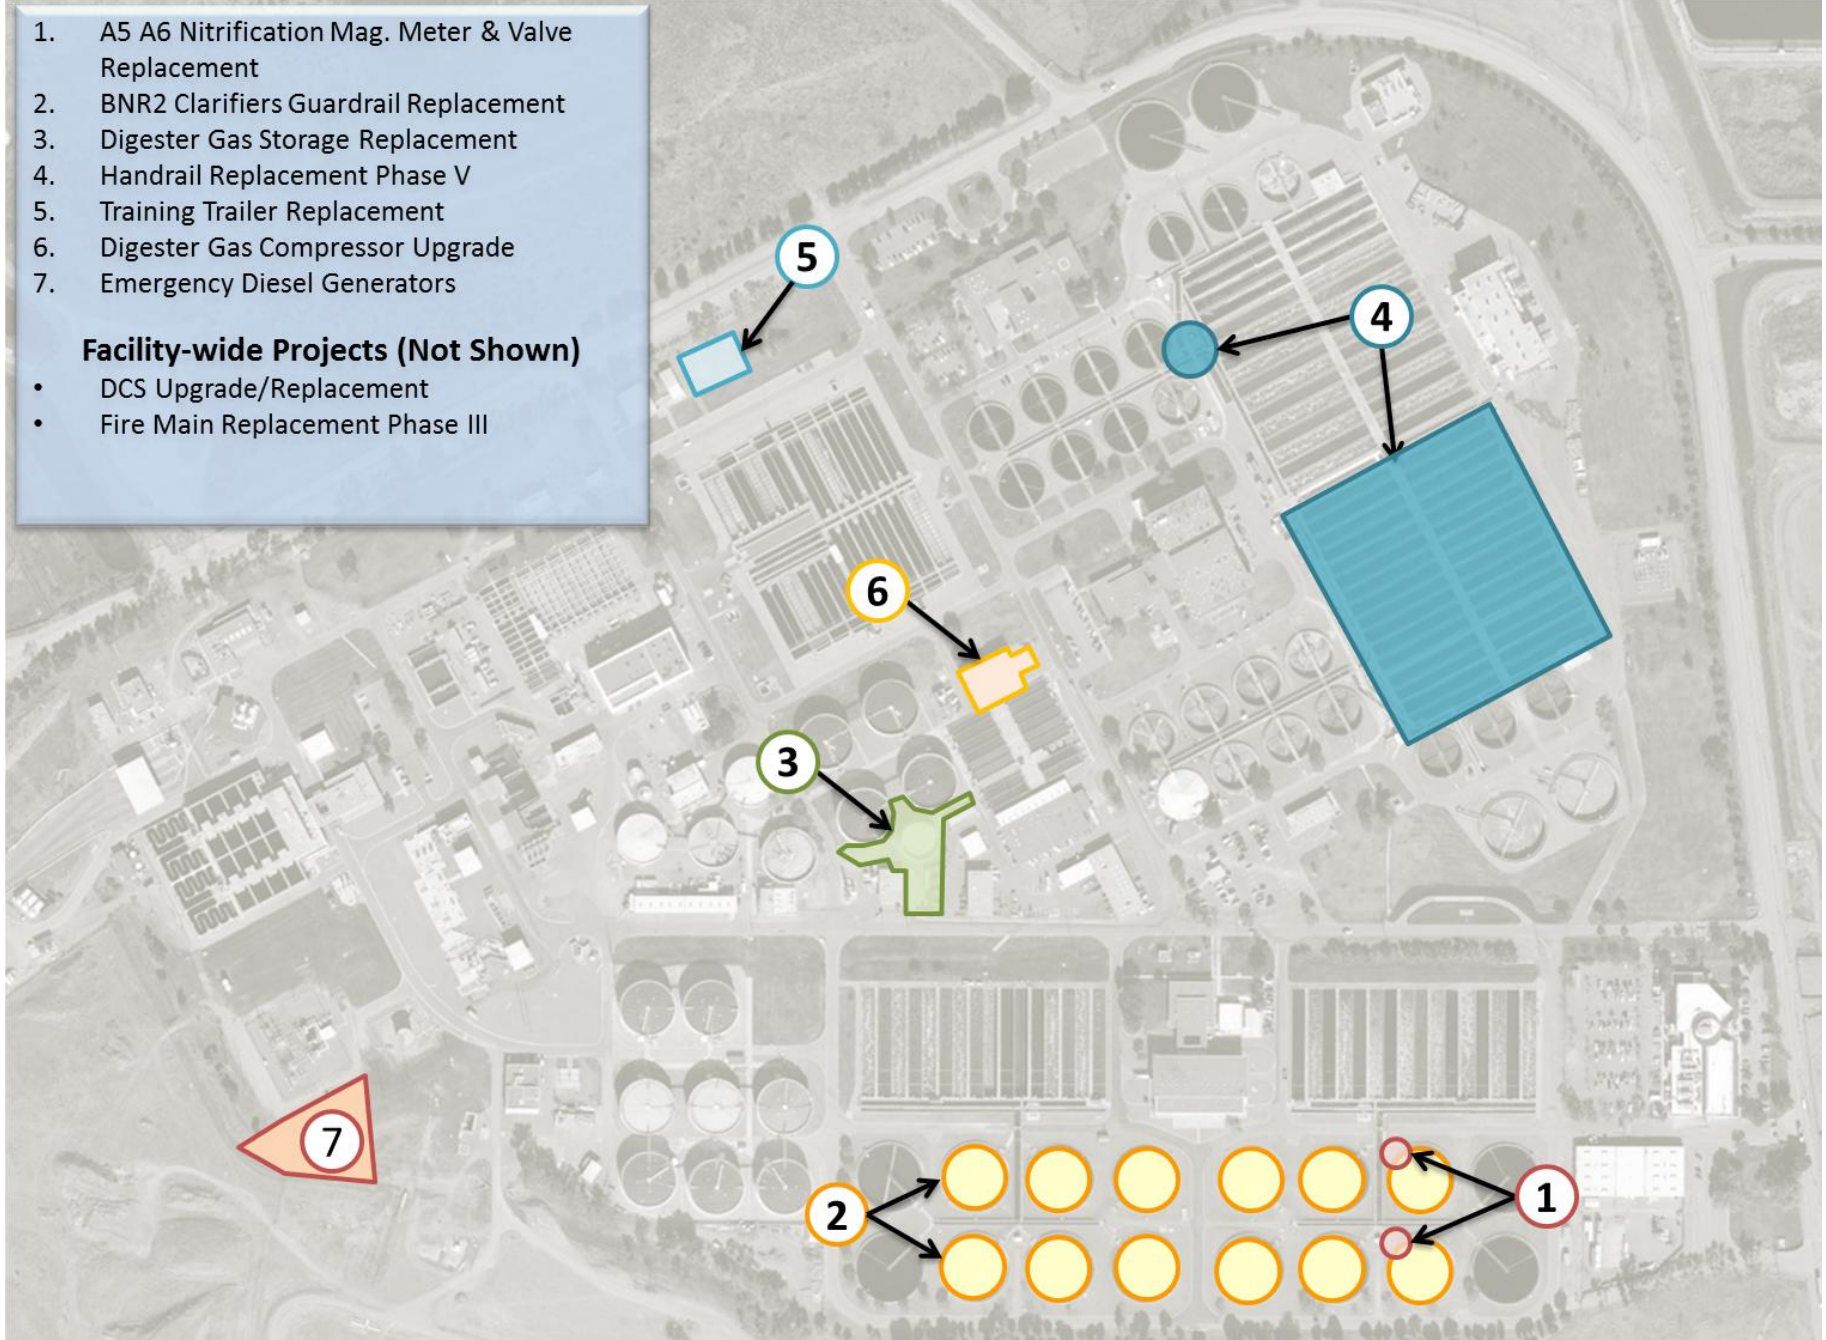 1. A5 A6 Nitrification Mag. Meter & Valve
Replacement
2. BNR2 Clarifiers Guardrail Replacement
3. Digester Gas Storage Replacement
4. Handrail Replacement Phase V
5. Training Trailer Replacement
6. Digester Gas Compressor Upgrade
7. Emergency Diesel Generators
Facility-wide Projects (Not Shown)
• DCS Upgrade/Replacement
• Fire Main Replacement Phase III
5
4
6
3
7
2
1